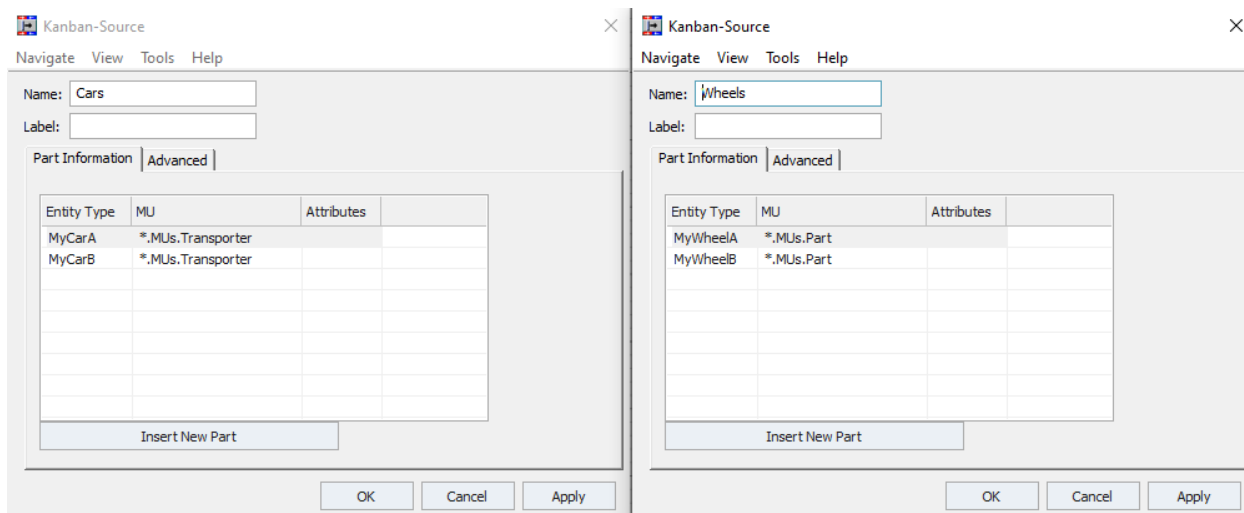 Kanban-Source
Navigate View Tools Help
Name: Cars
Label:
Part Information Advanced
Entity Type MU Attributes
MyCarA *.MUs.Transporter
MyCarB *.MUs.Transporter
Insert New Part
OK Cancel Apply
Kanban-Source
Navigate View Tools Help
Name: Wheels
Label:
Part Information Advanced
Entity Type MU Attributes
MyWheelA *.MUs.Part
MyWheelB *.MUs.Part
Insert New Part
OK Cancel Apply